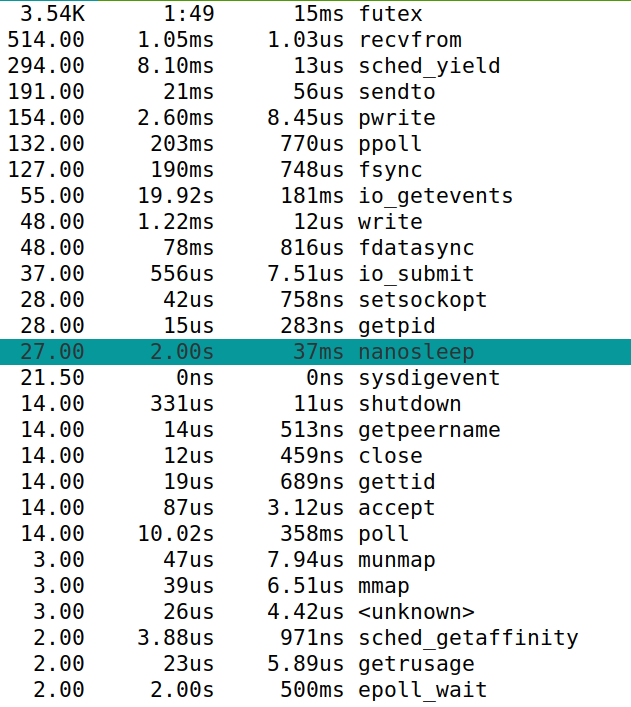 3.54K 1:49 15ms futex
514.00 1.05ms 1.03us recvfrom
294.00 8.10ms 13us sched_yield
191.00 21ms 56us sendto
154.00 2.60ms 8.45us pwrite
132.00 203ms 770us ppoll
127.00 190ms 748us fsync
55.00 19.92s 181ms io_getevents
48.00 1.22ms 12us write
48.00 78ms 816us fdatasync
37.00 556us 7.51us io_submit
28.00 42us 758ns setsockopt
28.00 15us 283ns getpid
27.00 2.00s 37ms nanosleep
21.50 0ns 0ns sysdigevent
14.00 331us 11us shutdown
14.00 14us 513ns getpeername
14.00 12us 459ns close
14.00 19us 689ns gettid
14.00 87us 3.12us accept
14.00 10.02s 358ms poll
3.00 47us 7.94us munmap
3.00 39us 6.51us mmap
3.00 26us 4.42us <unknown>
2.00 3.88us 971ns sched_getaffinity
2.00 23us 5.89us getrusage
2.00 2.00s 500ms epoll_wait